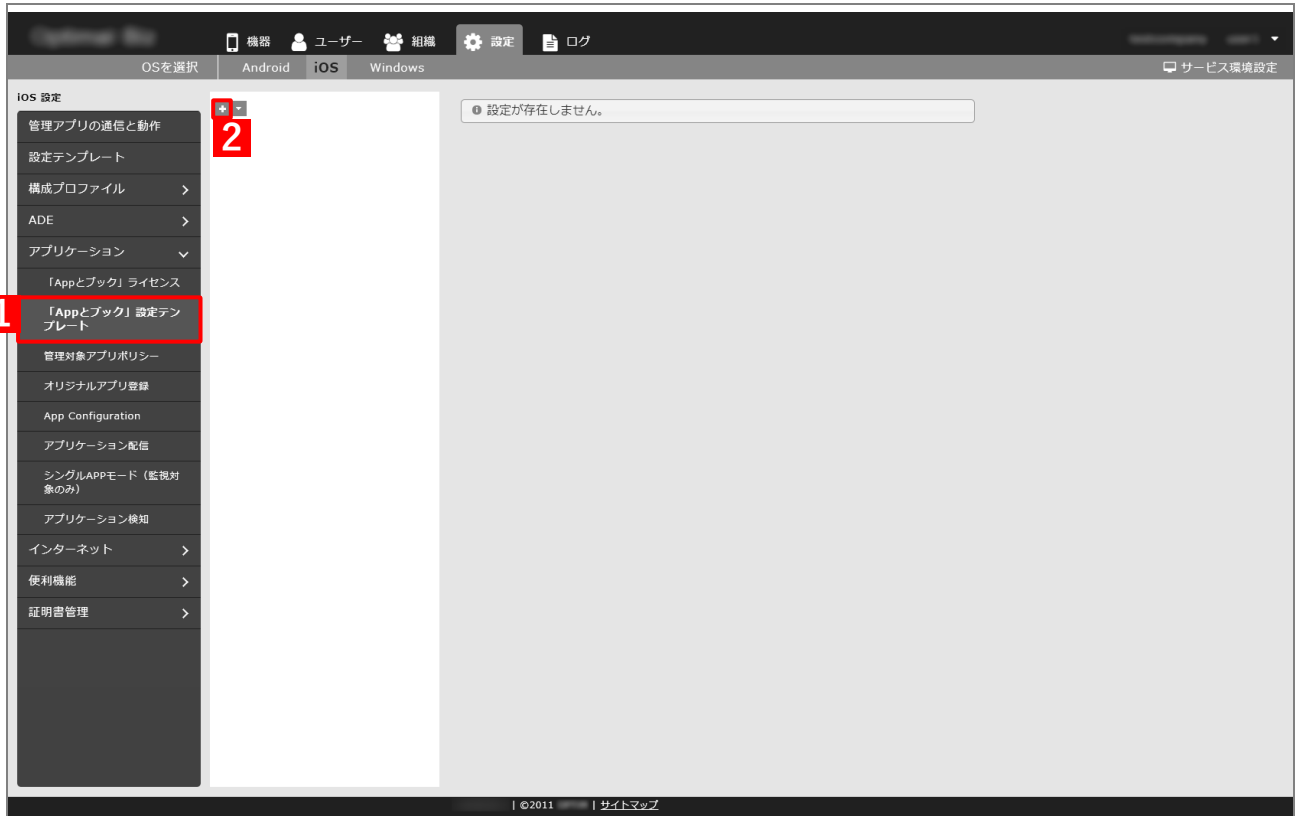 機器 ユーザー 組織 設定 ログ
OSを選択 Android iOS Windows サービス環境設定
iOS 設定
管理アプリの通信と動作
設定テンプレート
構成プロファイル
ADE
アプリケーション
「Appとブック」ライセンス
「Appとブック」設定テン
プレート
管理対象アプリポリシー
オリジナルアプリ登録
App Configuration
アプリケーション配信
シングルAPPモード（監視対
象のみ）
アプリケーション検知
インターネット
便利機能
証明書管理
1
2
設定が存在しません。
| ©2011 | サイトマップ